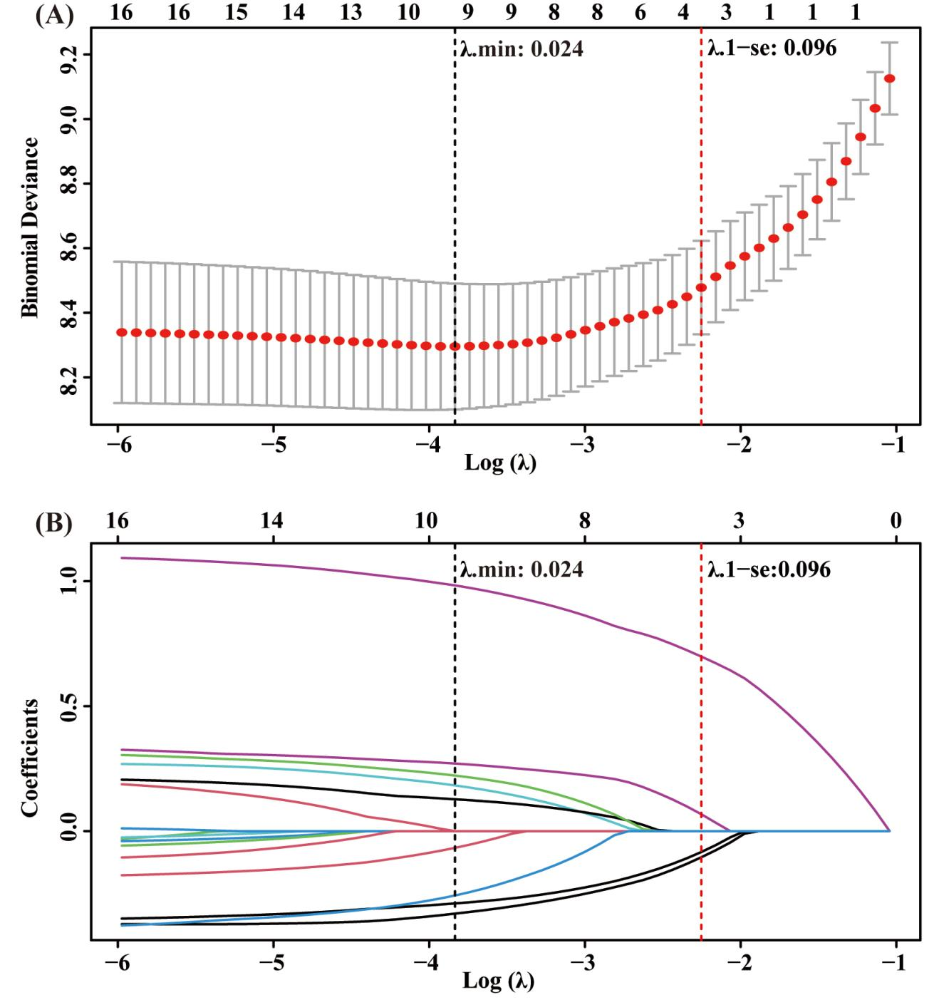 (A) 16 16 15 14 13 10 9 9 8 8 6 4 3 1 1 1
λ.min: 0.024 λ.1−se: 0.096
Binomial Deviance
9.2
9.0
8.8
8.6
8.4
8.2
−6 −5 −4 −3 −2 −1
Log (λ)
(B) 16 14 10 8 3 0
λ.min: 0.024 λ.1−se:0.096
Coefficients
1.0
0.5
0.0
−6 −5 −4 −3 −2 −1
Log (λ)